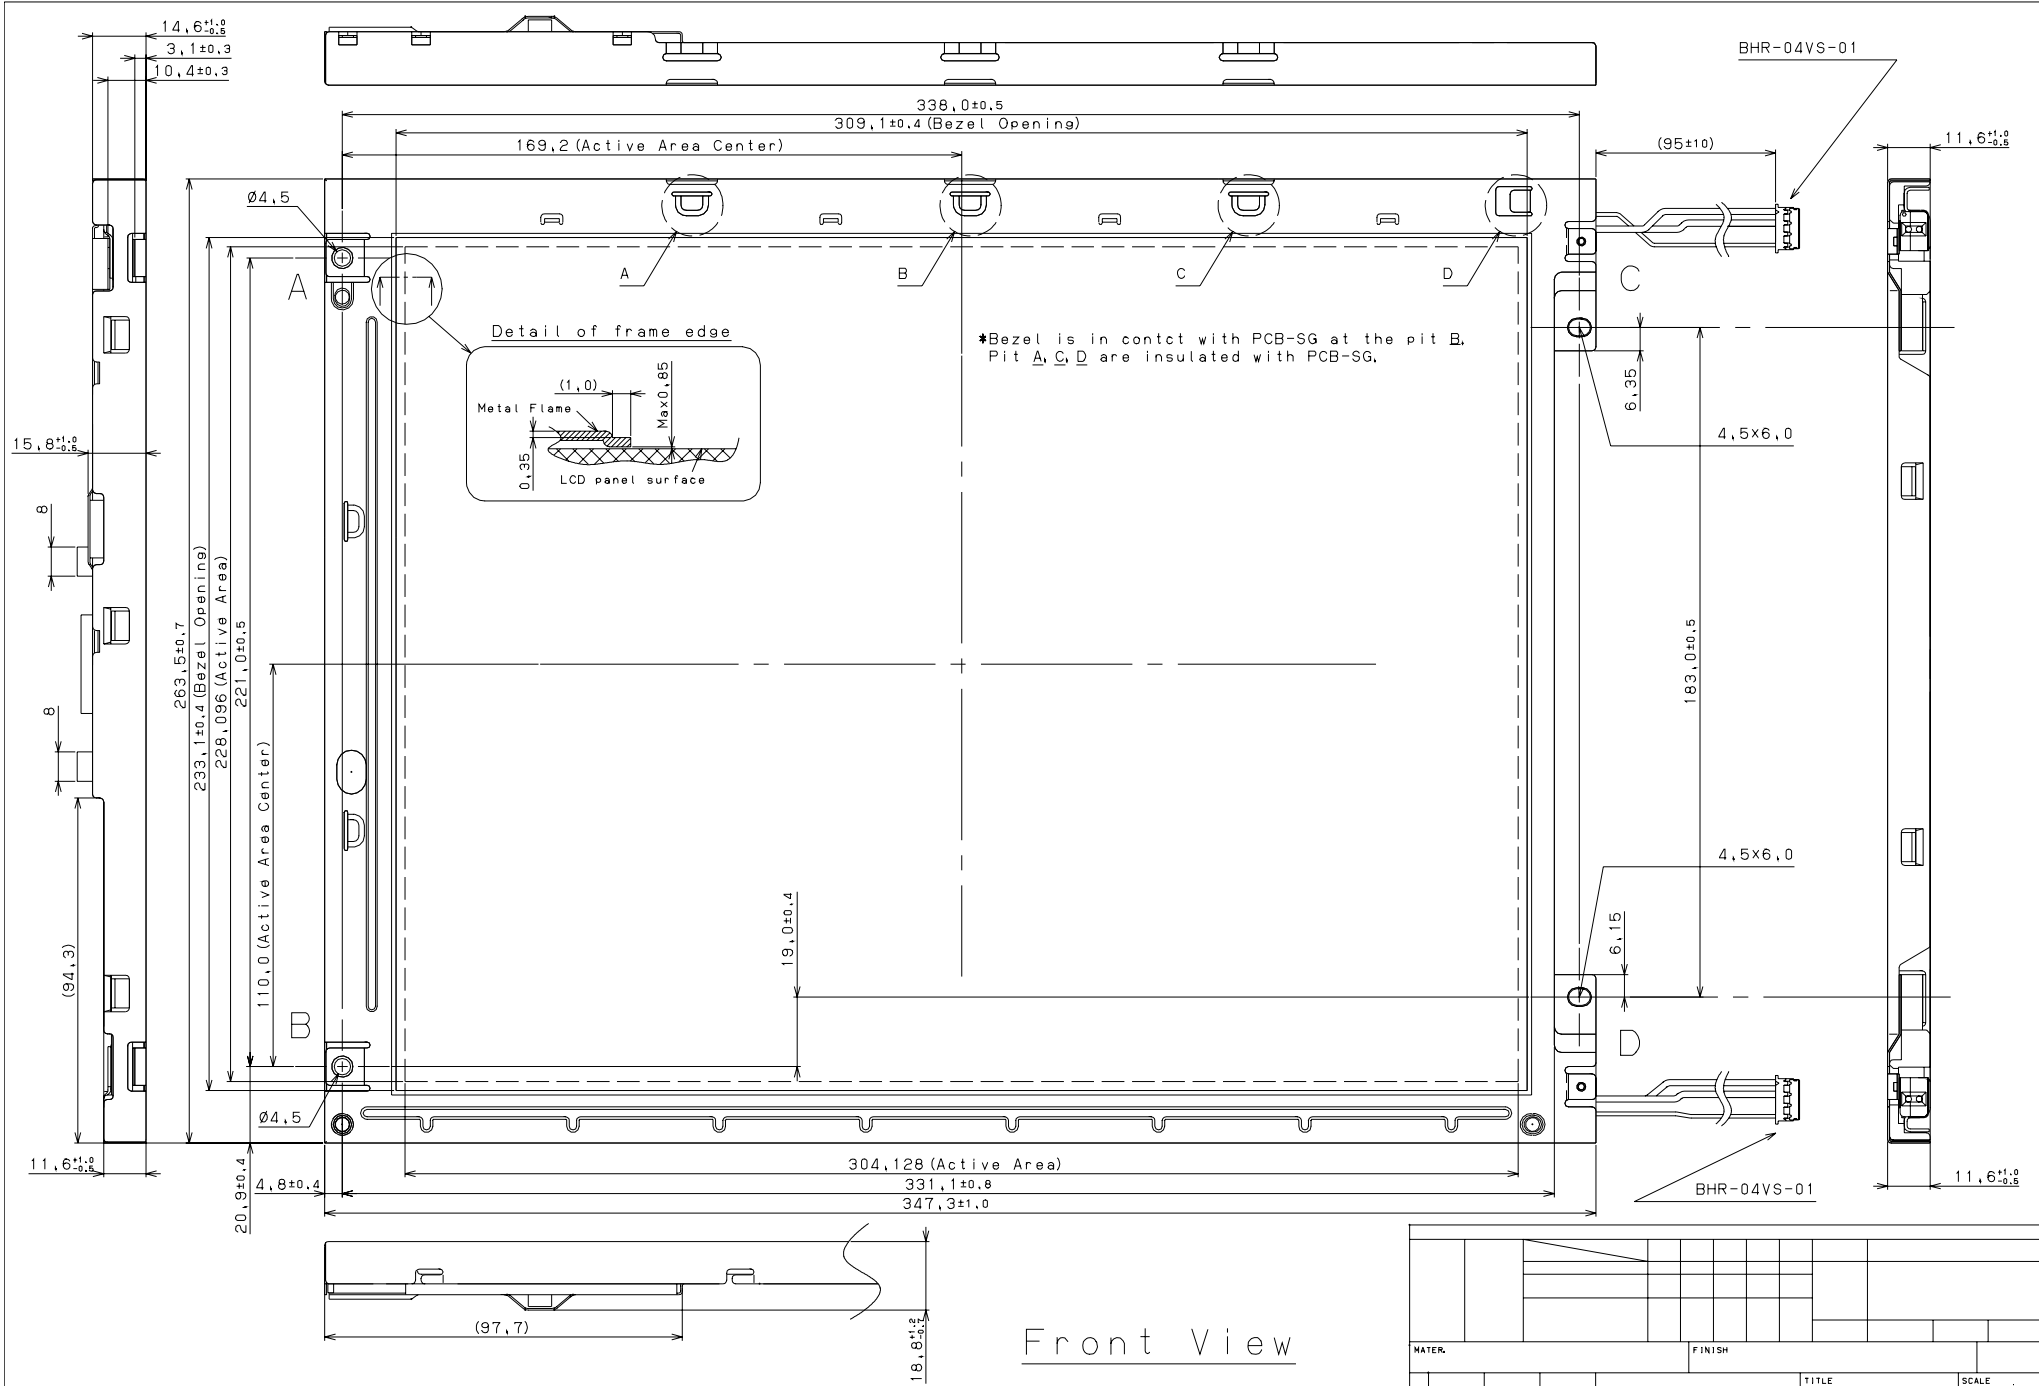 14,6+1.0-0.5
3,1±0.3
10,4±0.3
BHR-04VS-01
338,0±0.5
309,1±0.4(Bezel Opening)
169,2(Active Area Center)
(95±10)
11,6+1.0-0.5
Ø4,5
A
A
B
C
D
C
Detail of frame edge
(1,0)
Max0,85
Metal Flame
0,35
LCD panel surface
*Bezel is in contct with PCB-SG at the pit B.
Pit A, C, D are insulated with PCB-SG.
6,35
4,5×6,0
15,8+1.0-0.5
8
8
263,5±0.7
233,1±0.4(Bezel Opening)
228,096(Active Area)
221,0±0.5
110,0(Active Area Center)
183,0±0.5
4,5×6,0
19,0±0.4
6,15
(94,3)
B
D
Ø4,5
11,6+1.0-0.5
20,9±0.4
4,8±0.4
304,128(Active Area)
331,1±0.8
347,3±1.0
BHR-04VS-01
11,6+1.0-0.5
(97,7)
18,8+1.2-0.7
Front View
MATER.
FINISH
TITLE
SCALE